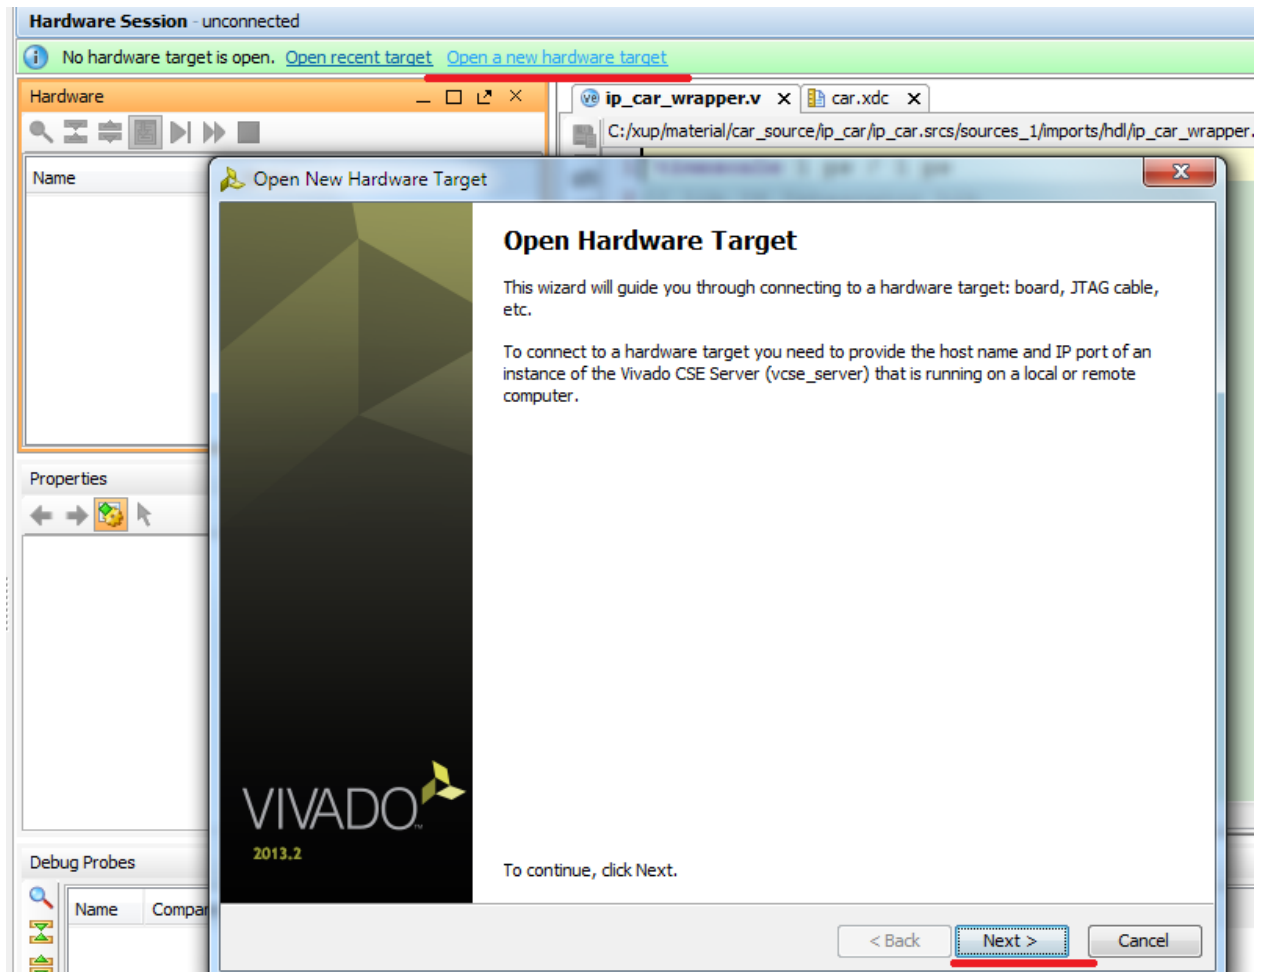 Hardware Session - unconnected
No hardware target is open. Open recent target Open a new hardware target
Hardware
ip_car_wrapper.v
car.xdc
C:/xup/material/car_source/ip_car/ip_car.srcs/sources_1/imports/hdl/ip_car_wrapper.
Name
Open New Hardware Target
Open Hardware Target
This wizard will guide you through connecting to a hardware target: board, JTAG cable,
etc.
To connect to a hardware target you need to provide the host name and IP port of an
instance of the Vivado CSE Server (vcse_server) that is running on a local or remote
computer.
Properties
VIVADO
2013.2
To continue, click Next.
Debug Probes
Name Compar
< Back Next > Cancel